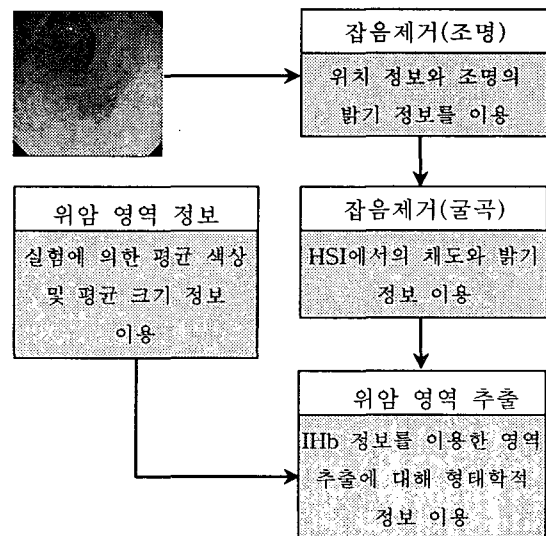 잡음제거(조명)
위치 정보와 조명의
밝기 정보를 이용
잡음제거(굴곡)
HSI에서의 채도와 밝기
정보 이용
위암 영역 정보
실험에 의한 평균 색상
및 평균 크기 정보
이용
위암 영역 추출
IHb 정보를 이용한 영역
추출에 대해 형태학적
정보 이용